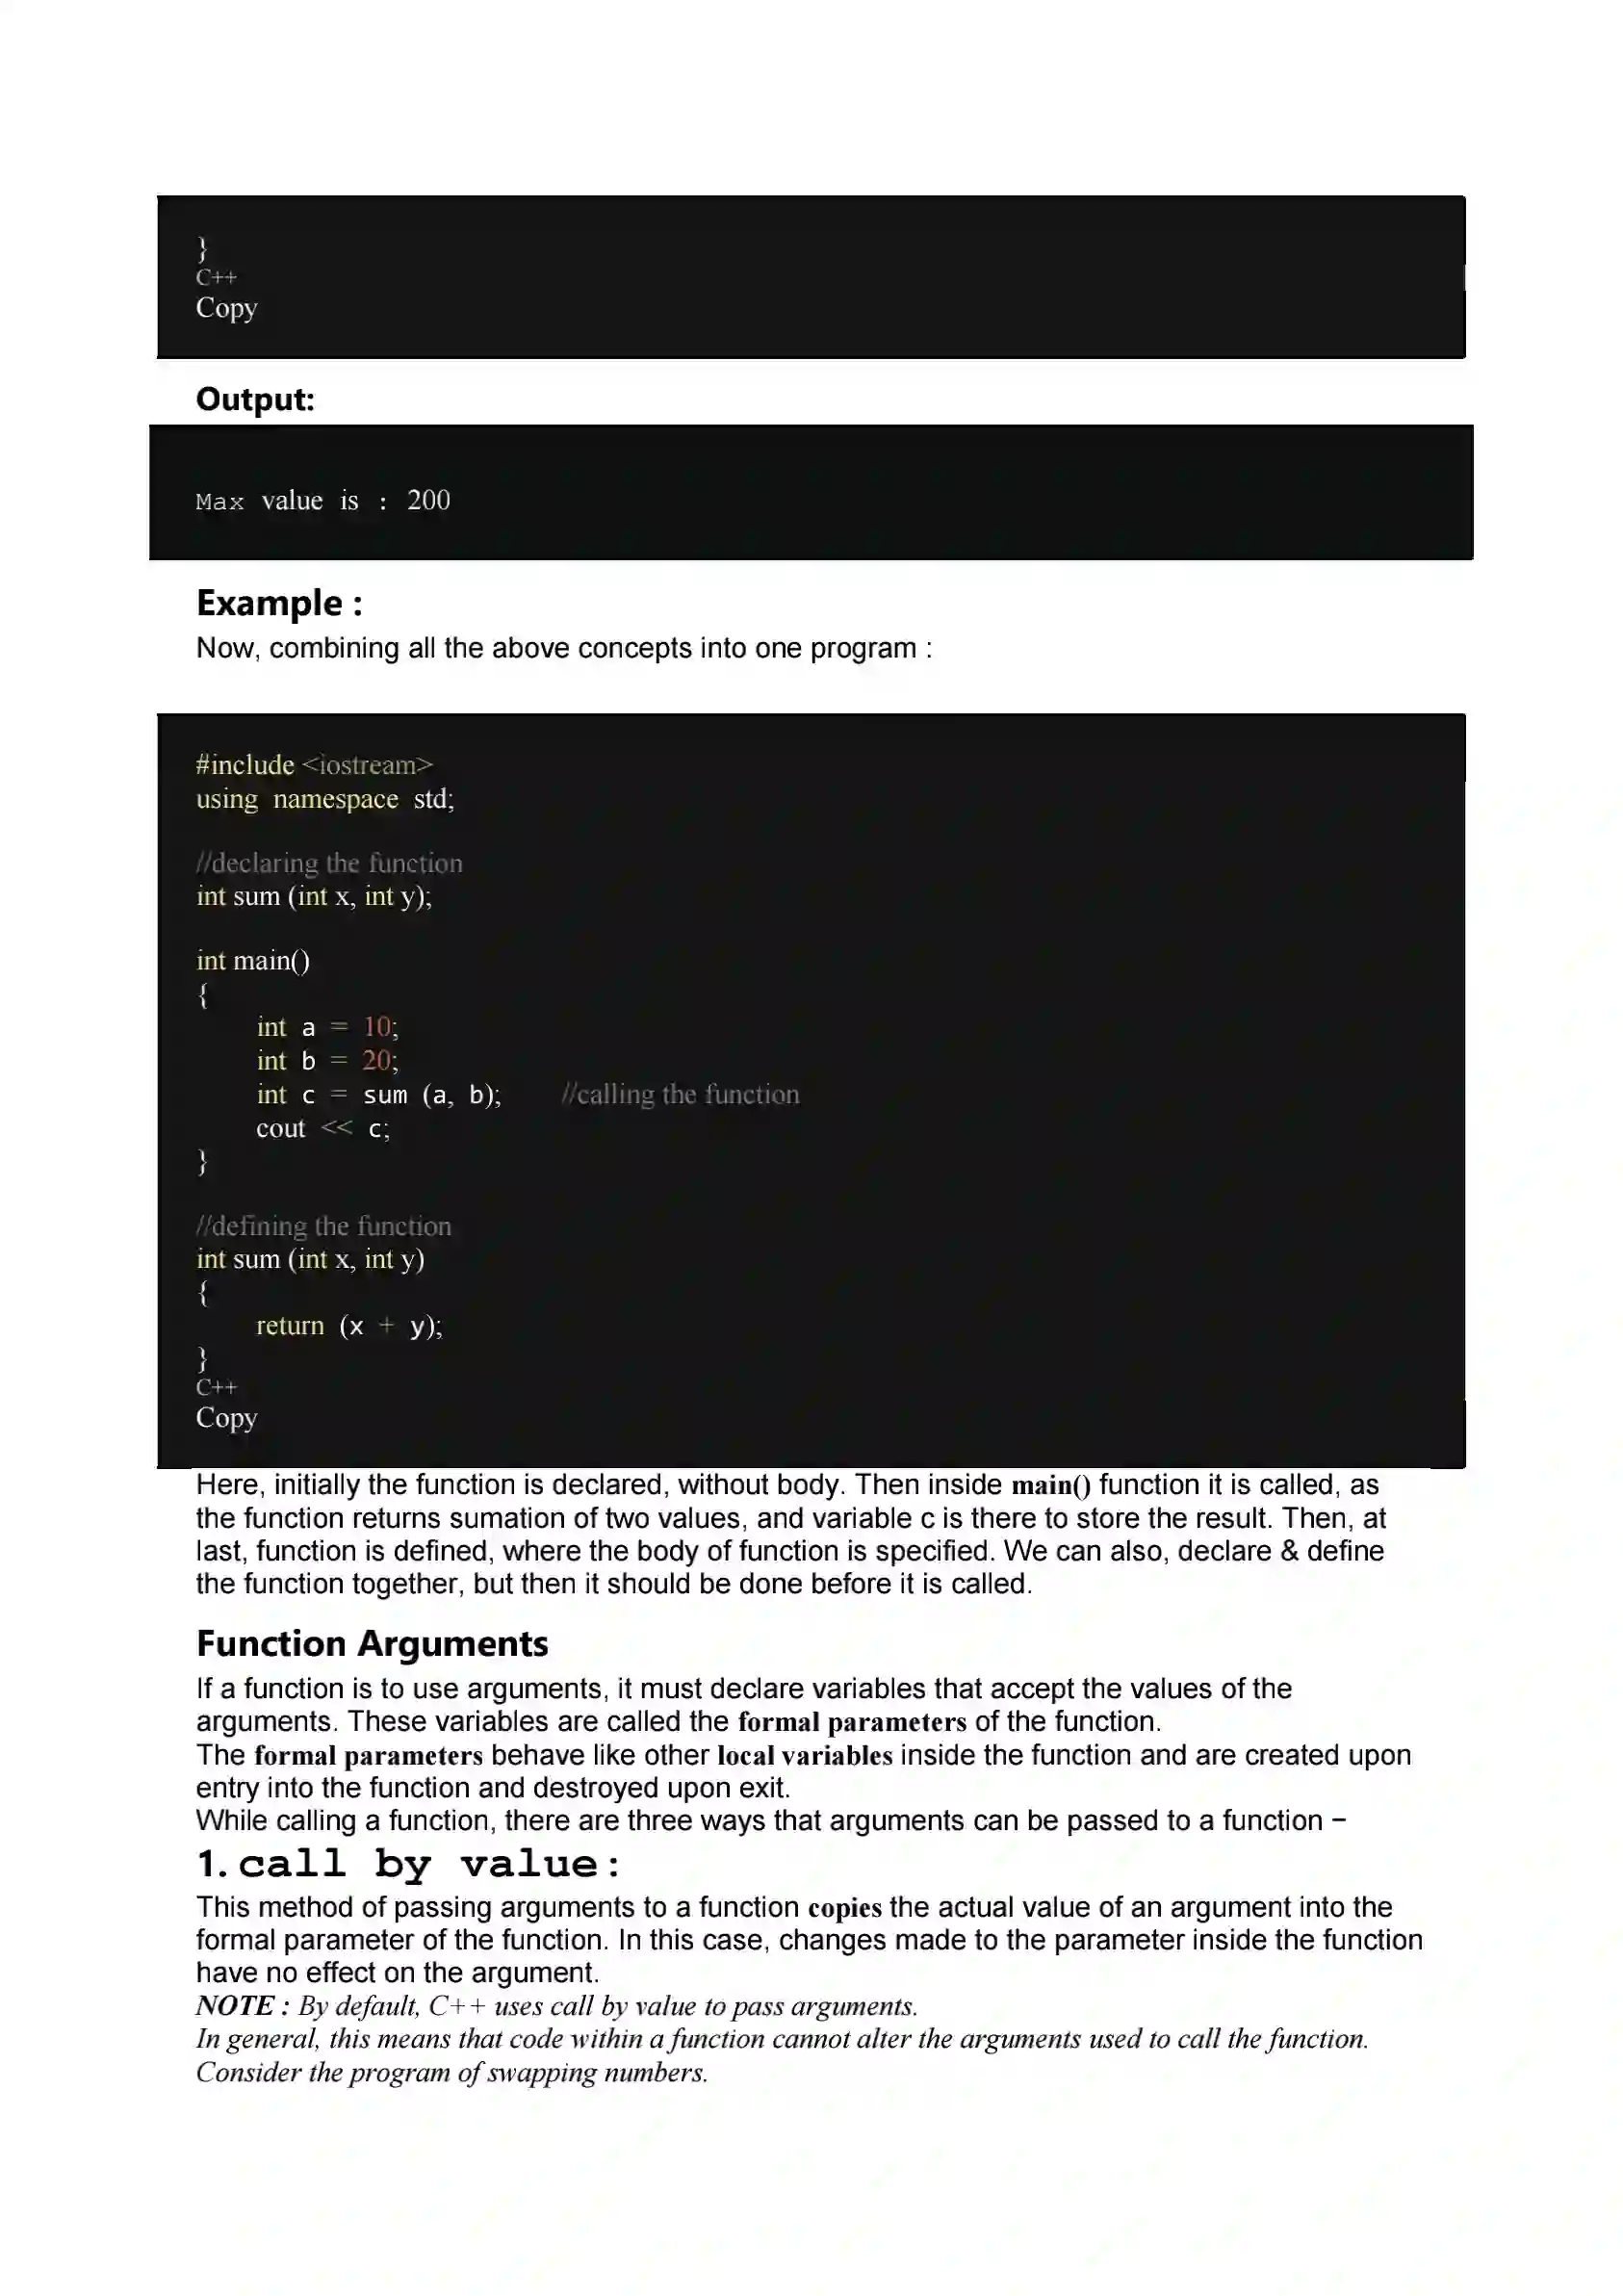 }
C++
Copy
Output:
Max value is : 200
Example :
Now, combining all the above concepts into one program :
#include <iostream>
using namespace std;
//declaring the function
int sum (int x, int y);
int main()
{
int a = 10;
int b = 20;
int c = sum (a, b); //calling the function
cout << c;
}
//defining the function
int sum (int x, int y)
{
return (x + y);
}
C++
Copy
Here, initially the function is declared, without body. Then inside main() function it is called, as
the function returns sumation of two values, and variable c is there to store the result. Then, at
last, function is defined, where the body of function is specified. We can also, declare & define
the function together, but then it should be done before it is called.
Function Arguments
If a function is to use arguments, it must declare variables that accept the values of the
arguments. These variables are called the formal parameters of the function.
The formal parameters behave like other local variables inside the function and are created upon
entry into the function and destroyed upon exit.
While calling a function, there are three ways that arguments can be passed to a function −
1. call by value:
This method of passing arguments to a function copies the actual value of an argument into the
formal parameter of the function. In this case, changes made to the parameter inside the function
have no effect on the argument.
NOTE : By default, C++ uses call by value to pass arguments.
In general, this means that code within a function cannot alter the arguments used to call the function.
Consider the program of swapping numbers.